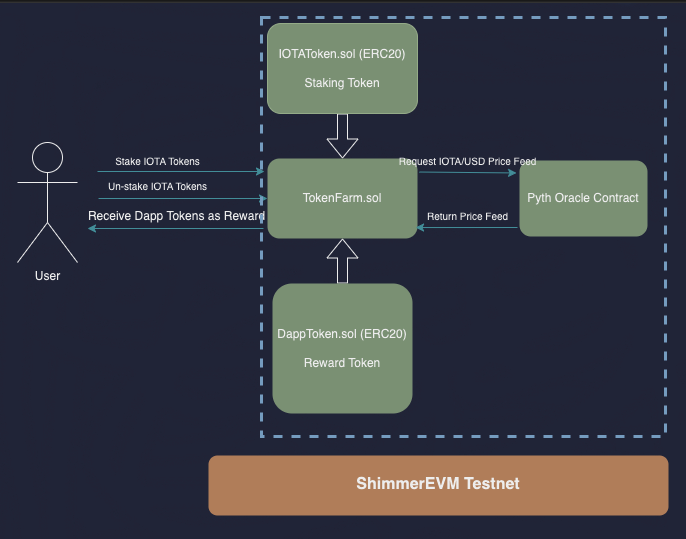 IOTAToken.sol (ERC20)
Staking Token
Stake IOTA Tokens
Un-stake IOTA Tokens
Receive Dapp Tokens as Reward
User
TokenFarm.sol
Request IOTA/USD Price Feed
Return Price Feed
Pyth Oracle Contract
DappToken.sol (ERC20)
Reward Token
ShimmerEVM Testnet